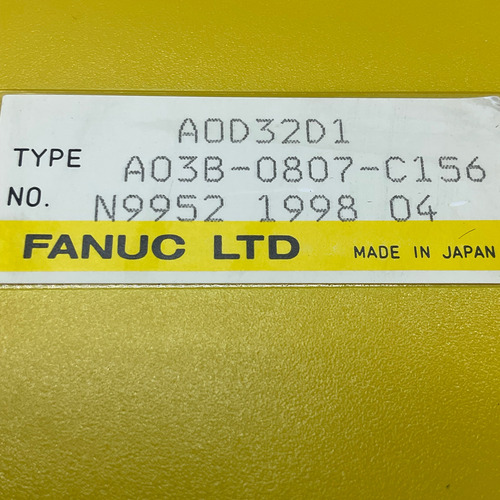 AOD32D1
TYPE A03B-0807-C156
NO. N9952 1998 04
FANUC LTD MADE IN JAPAN